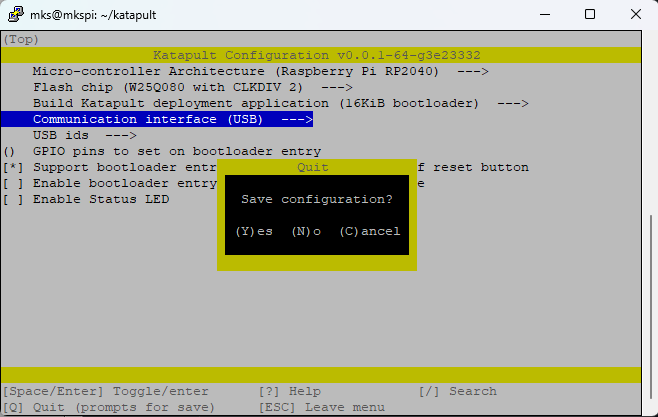 mks@mkspi: ~/katapult
(Top)
Katapult Configuration v0.0.1-64-g3e23332
Micro-controller Architecture (Raspberry Pi RP2040)  --->
Flash chip (W25Q080 with CLKDIV 2)  --->
Build Katapult deployment application (16KiB bootloader)  --->
Communication interface (USB)  --->
USB ids  --->
()  GPIO pins to set on bootloader entry
[*] Support bootloader entr f reset button
Quit
[ ] Enable bootloader entry e
[ ] Enable Status LED
Save configuration?
(Y)es  (N)o  (C)ancel
[Space/Enter] Toggle/enter [?] Help [/] Search
[Q] Quit (prompts for save) [ESC] Leave menu